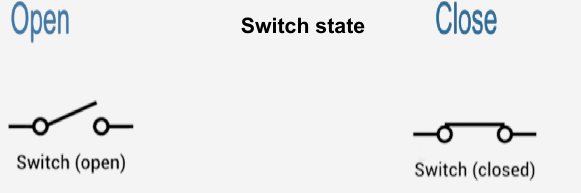 Open Switch state Close
Switch (open)
Switch (closed)